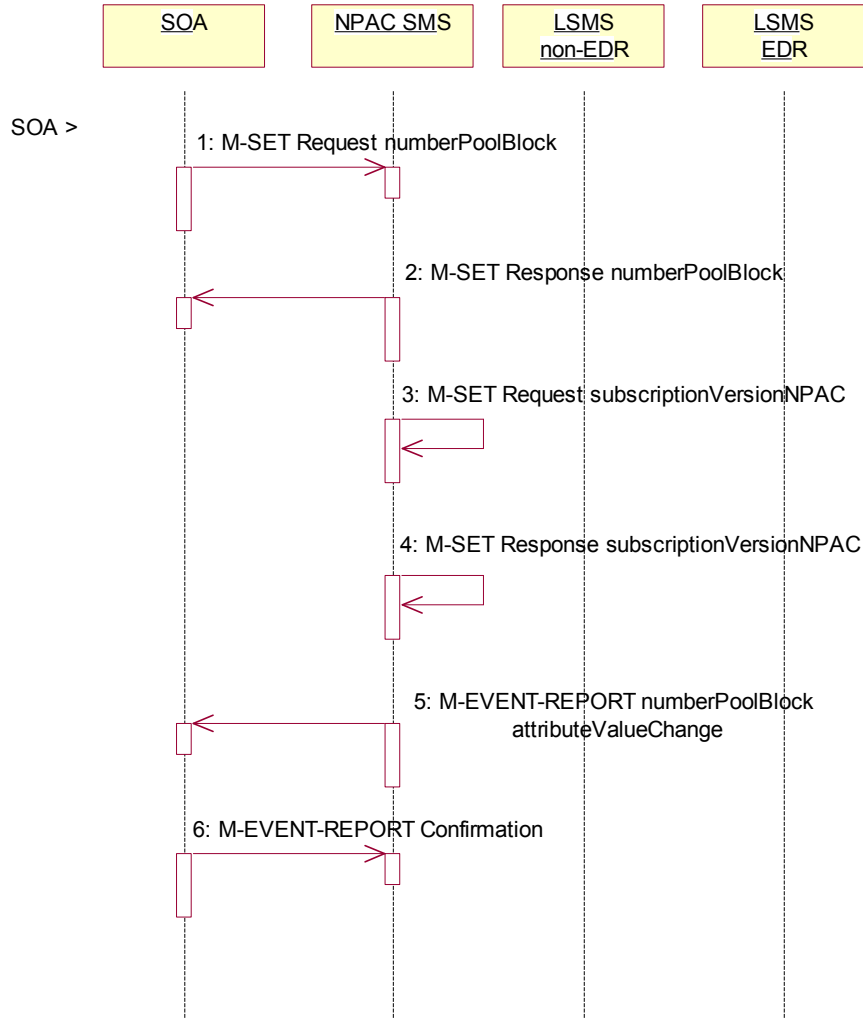 SOA
NPAC SMS
LSMS
non-EDR
LSMS
EDR
SOA >
1: M-SET Request numberPoolBlock
2: M-SET Response numberPoolBlock
3: M-SET Request subscriptionVersionNPAC
4: M-SET Response subscriptionVersionNPAC
5: M-EVENT-REPORT numberPoolBlock
attributeValueChange
6: M-EVENT-REPORT Confirmation